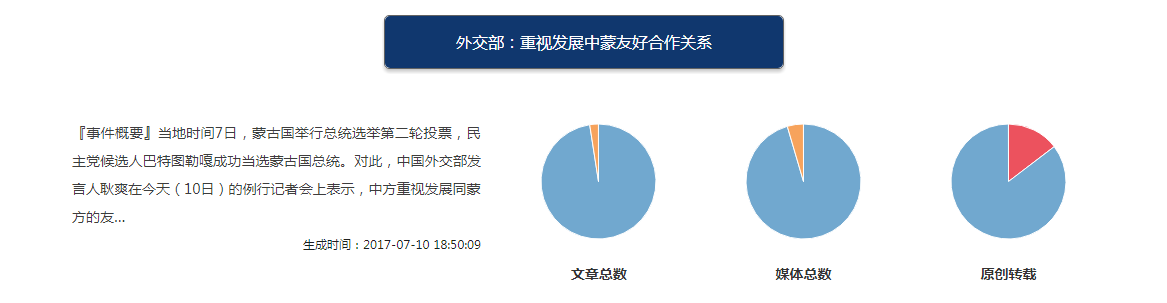 外交部：重视发展中蒙友好合作关系
『事件概要』当地时间7日，蒙古国举行总统选举第二轮投票，民
主党候选人巴特图勒嘎成功当选蒙古国总统。对此，中国外交部发
言人耿爽在今天（10日）的例行记者会上表示，中方重视发展同蒙
方的友...
生成时间：2017-07-10 18:50:09
文章总数
媒体总数
原创转载